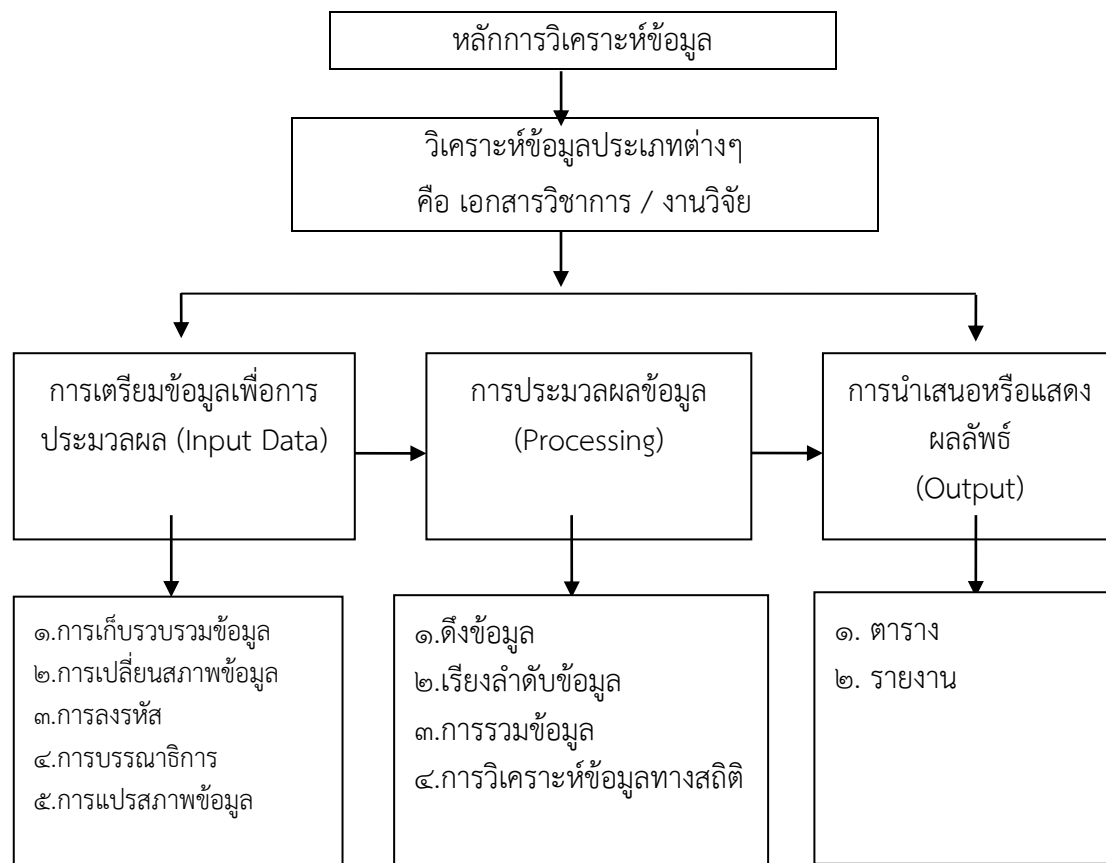 หลักการวิเคราะห์ข้อมูล
วิเคราะห์ข้อมูลประเภทต่างๆ
คือ เอกสารวิชาการ / งานวิจัย
การเตรียมข้อมูลเพื่อการ
ประมวลผล (Input Data)
การประมวลผลข้อมูล
(Processing)
การนำเสนอหรือแสดง
ผลลัพธ์
(Output)
๑.การเก็บรวบรวมข้อมูล
๒.การเปลี่ยนสภาพข้อมูล
๓.การลงรหัส
๔.การบรรณาธิการ
๕.การแปรสภาพข้อมูล
๑.ดึงข้อมูล
๒.เรียงลำดับข้อมูล
๓.การรวมข้อมูล
๔.การวิเคราะห์ข้อมูลทางสถิติ
๑. ตาราง
๒. รายงาน